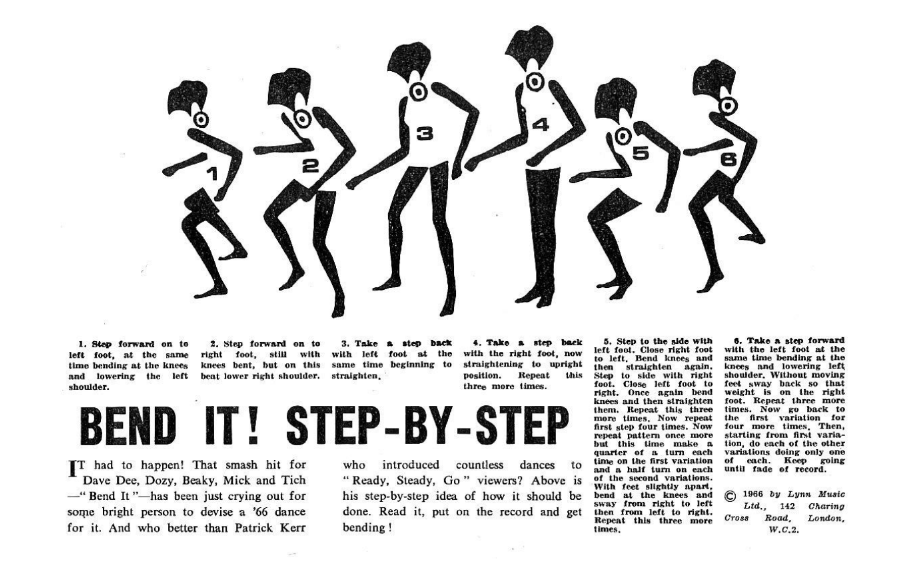 1
2
3
4
5
6
1. Step forward on to
left foot, at the same
time bending at the knees
and lowering the left
shoulder.
2. Step forward on to
right foot, still with
knees bent, but on this
beat lower right shoulder.
3. Take a step back
with left foot at the
same time beginning to
straighten.
4. Take a step back
with the right foot, now
straightening to upright
position. Repeat this
three more times.
5. Step to the side with
left foot. Close right foot
to left. Bend knees and
then straighten again.
Step to side with right
foot. Close left foot to
right. Once again bend
knees and then straighten
them. Repeat this three
more times. Now repeat
first step four times. Now
repeat pattern once more
but this time make a
quarter of a turn each
time on the first variation
and a half turn on each
of the second variations.
With feet slightly apart,
bend at the knees and
sway from right to left
then from left to right.
Repeat this three more
times.
6. Take a step forward
with the left foot at the
same time bending at the
knees and lowering left
shoulder. Without moving
feet sway back so that
weight is on the right
foot. Repeat three more
times. Now go back to
the first variation for
four more times, Then,
starting from first varia-
tion, do each of the other
variations doing only one
of each. Keep going
until fade of record.
BEND IT! STEP-BY-STEP
IT had to happen! That smash hit for
Dave Dee, Dozy, Beaky, Mick and Tich
—“ Bend It ”—has been just crying out for
some bright person to devise a ’66 dance
for it. And who better than Patrick Kerr
who introduced countless dances to
“ Ready, Steady, Go ” viewers? Above is
his step-by-step idea of how it should be
done. Read it, put on the record and get
bending !
© 1966 by Lynn Music
Ltd., 142 Charing
Cross Road, London,
W.C.2.